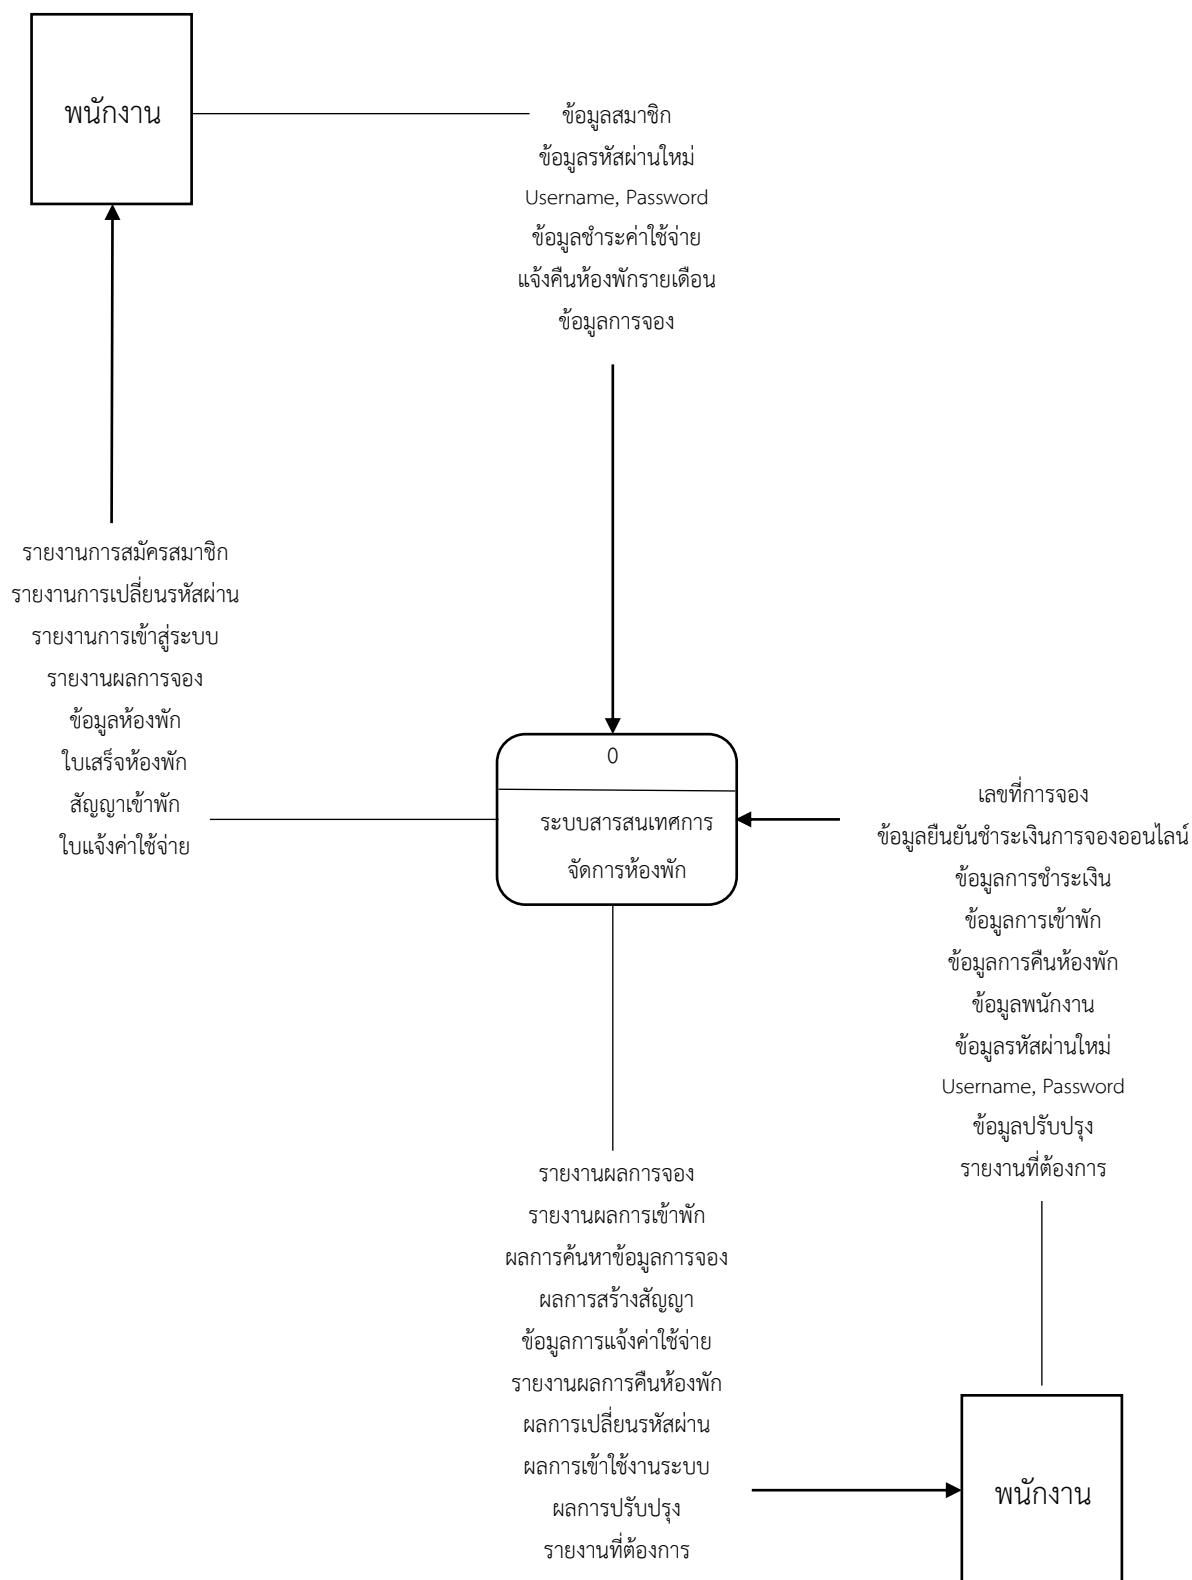 พนักงาน
ข้อมูลสมาชิก
ข้อมูลรหัสผ่านใหม่
Username, Password
ข้อมูลชำระค่าใช้จ่าย
แจ้งคืนห้องพักรายเดือน
ข้อมูลการจอง
รายงานการสมัครสมาชิก
รายงานการเปลี่ยนรหัสผ่าน
รายงานการเข้าสู่ระบบ
รายงานผลการจอง
ข้อมูลห้องพัก
ใบเสร็จห้องพัก
สัญญาเข้าพัก
ใบแจ้งค่าใช้จ่าย
0
ระบบสารสนเทศการ
จัดการห้องพัก
เลขที่การจอง
ข้อมูลยืนยันชำระเงินการจองออนไลน์
ข้อมูลการชำระเงิน
ข้อมูลการเข้าพัก
ข้อมูลการคืนห้องพัก
ข้อมูลพนักงาน
ข้อมูลรหัสผ่านใหม่
Username, Password
ข้อมูลปรับปรุง
รายงานที่ต้องการ
รายงานผลการจอง
รายงานผลการเข้าพัก
ผลการค้นหาข้อมูลการจอง
ผลการสร้างสัญญา
ข้อมูลการแจ้งค่าใช้จ่าย
รายงานผลการคืนห้องพัก
ผลการเปลี่ยนรหัสผ่าน
ผลการเข้าใช้งานระบบ
ผลการปรับปรุง
รายงานที่ต้องการ
พนักงาน